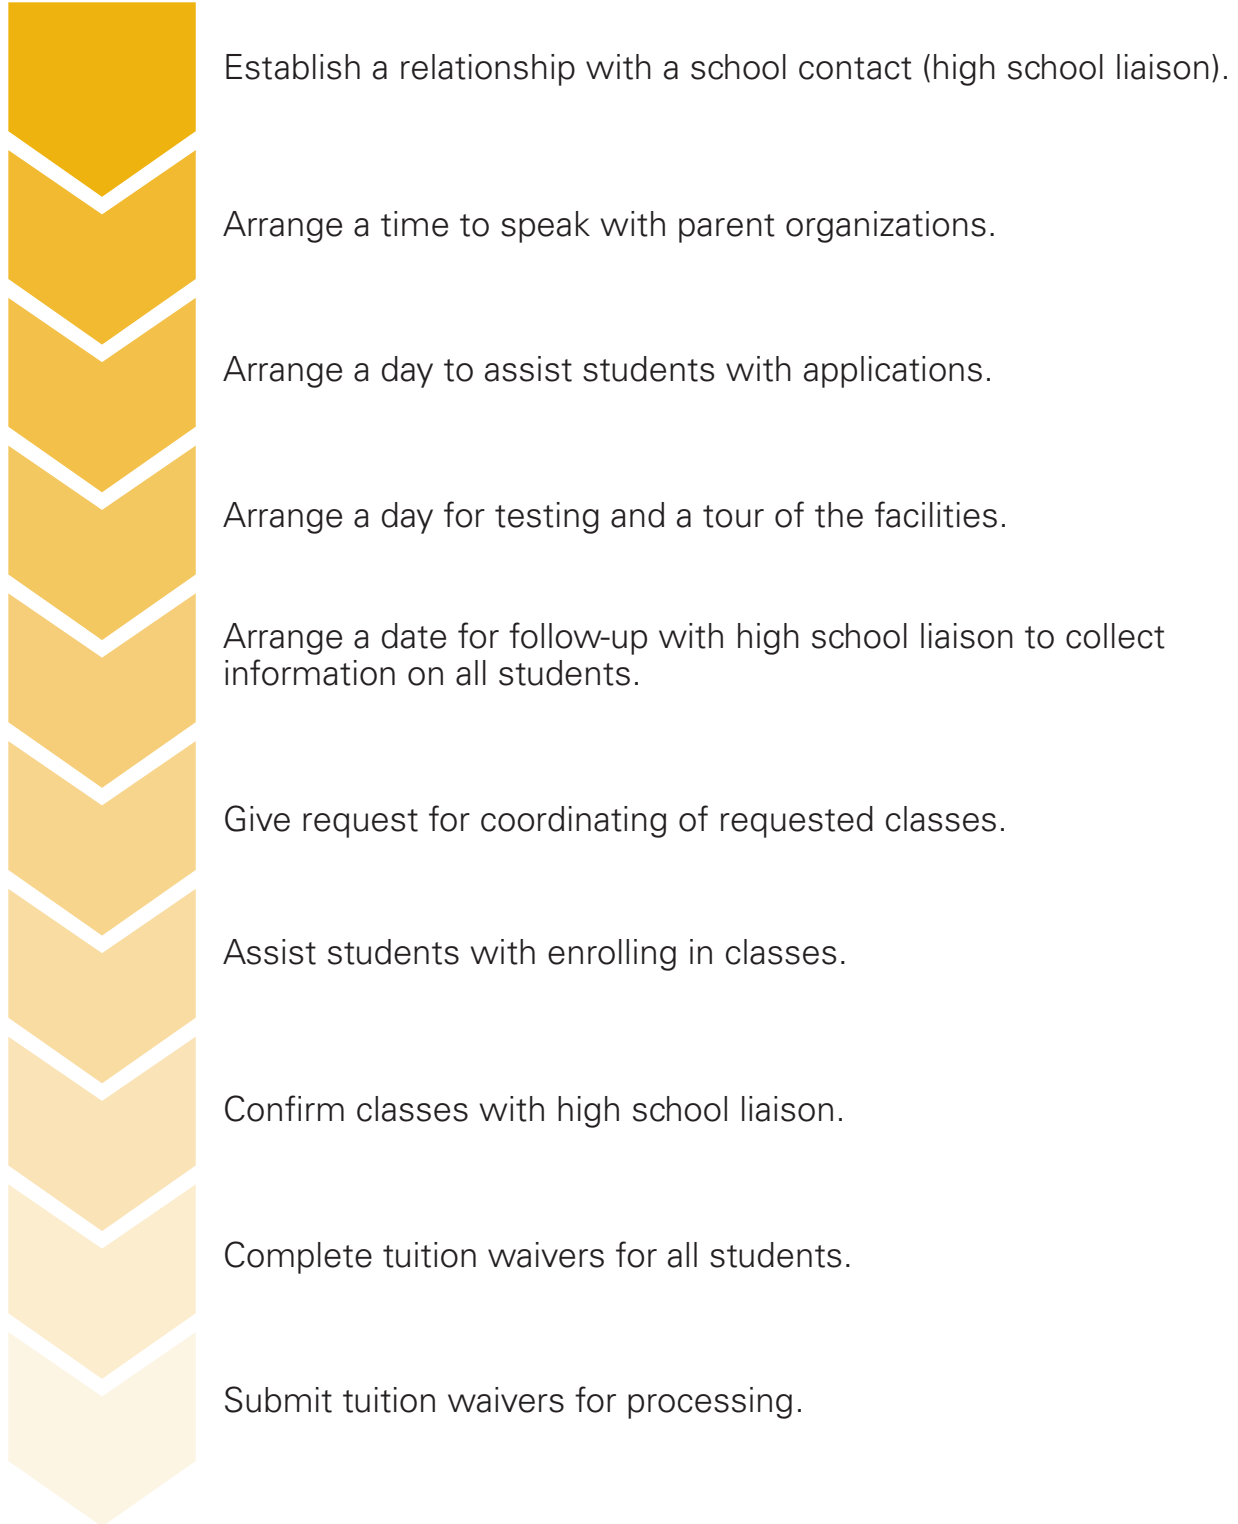 Establish a relationship with a school contact (high school liaison).
Arrange a time to speak with parent organizations.
Arrange a day to assist students with applications.
Arrange a day for testing and a tour of the facilities.
Arrange a date for follow-up with high school liaison to collect
information on all students.
Give request for coordinating of requested classes.
Assist students with enrolling in classes.
Confirm classes with high school liaison.
Complete tuition waivers for all students.
Submit tuition waivers for processing.